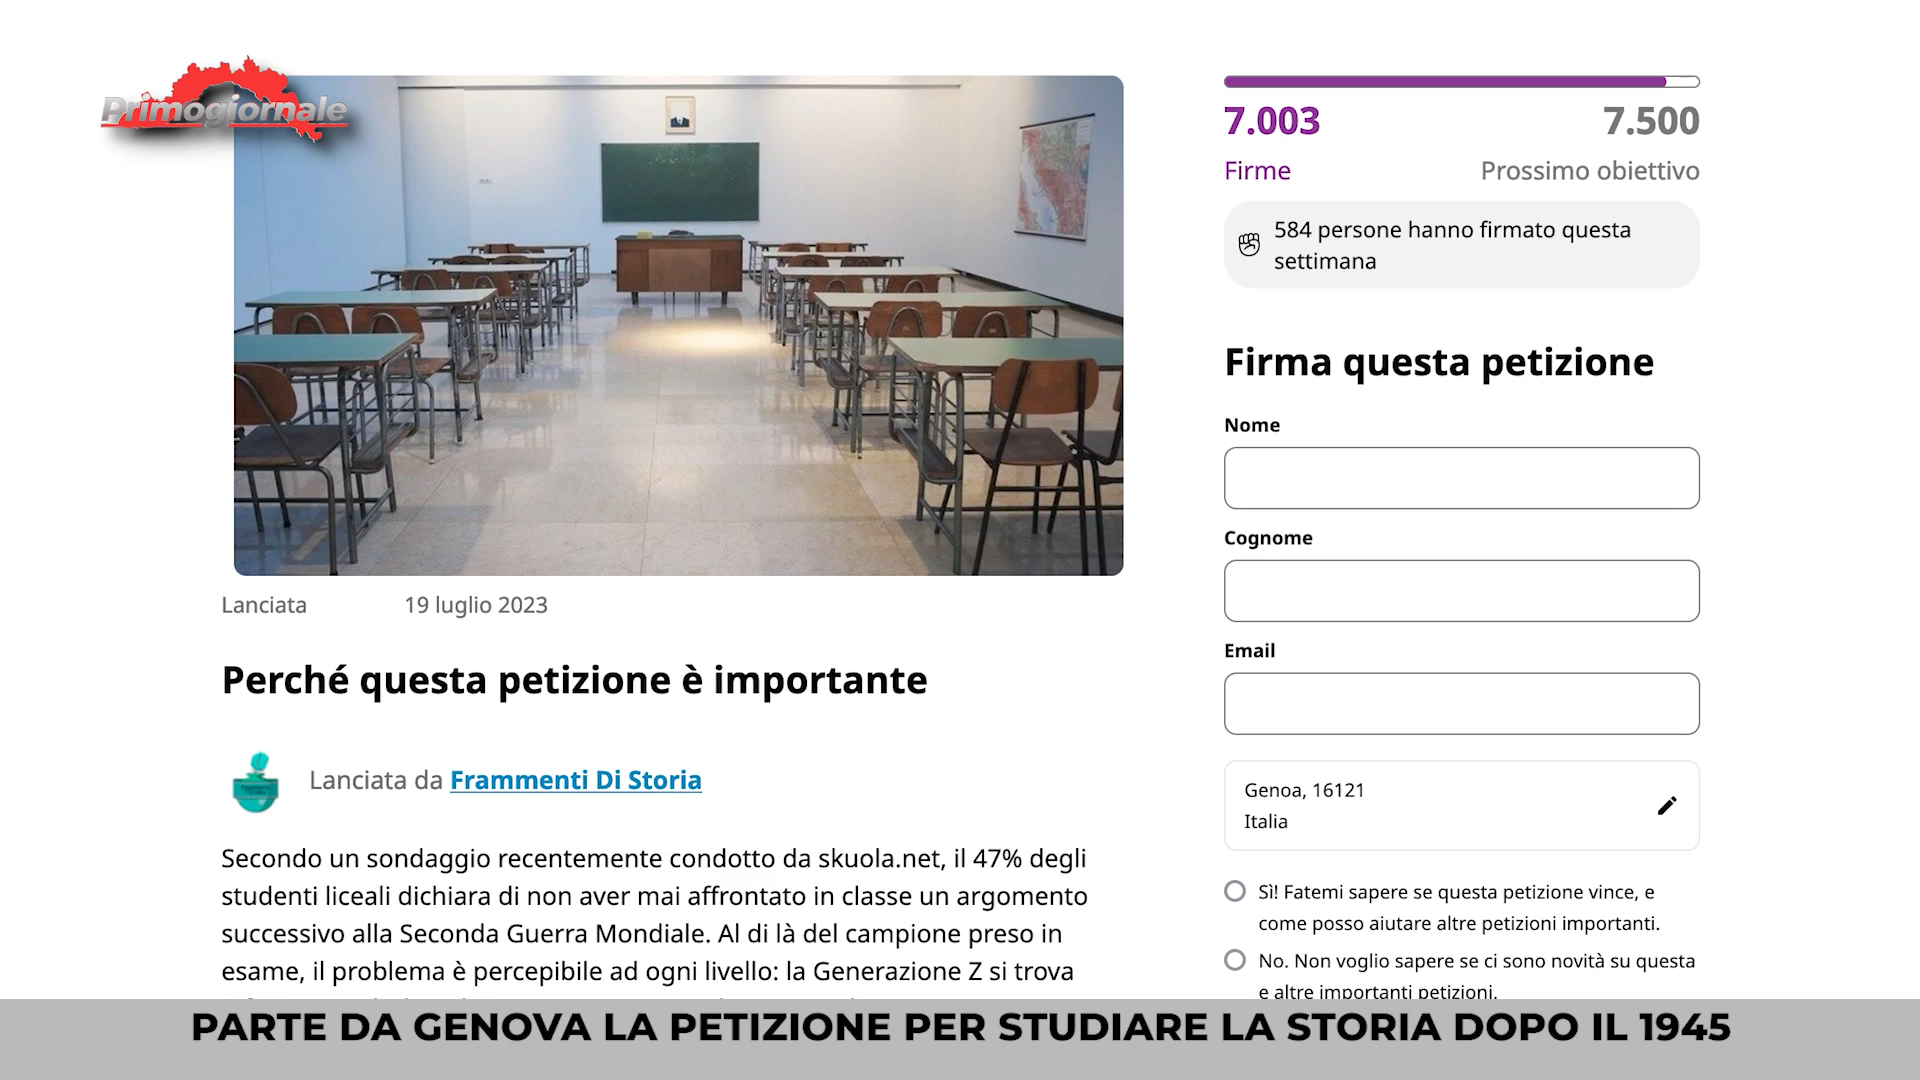 Primogiornale
7.003
7.500
Firme
Prossimo obiettivo
584 persone hanno firmato questa
settimana
Firma questa petizione
Nome
Cognome
Email
Genoa, 16121
Italia
Sì! Fatemi sapere se questa petizione vince, e
come posso aiutare altre petizioni importanti.
No. Non voglio sapere se ci sono novità su questa
e altre importanti petizioni.
Lanciata
19 luglio 2023
Perché questa petizione è importante
Lanciata da Frammenti Di Storia
Secondo un sondaggio recentemente condotto da skuola.net, il 47% degli
studenti liceali dichiara di non aver mai affrontato in classe un argomento
successivo alla Seconda Guerra Mondiale. Al di là del campione preso in
esame, il problema è percepibile ad ogni livello: la Generazione Z si trova
PARTE DA GENOVA LA PETIZIONE PER STUDIARE LA STORIA DOPO IL 1945